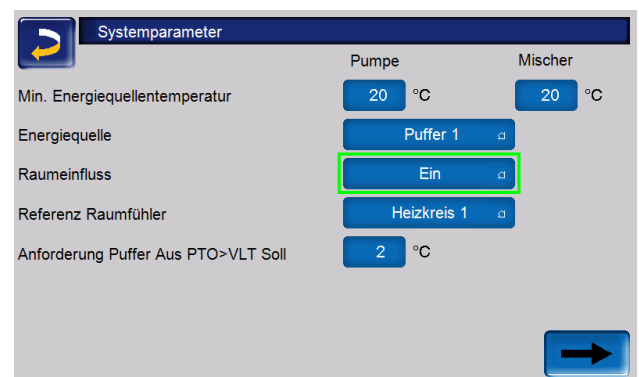 Systemparameter
Pumpe Mischer
Min. Energiequellentemperatur 20 °C 20 °C
Energiequelle Puffer 1
Raumeinfluss Ein
Referenz Raumfühler Heizkreis 1
Anforderung Puffer Aus PTO>VLT Soll 2 °C